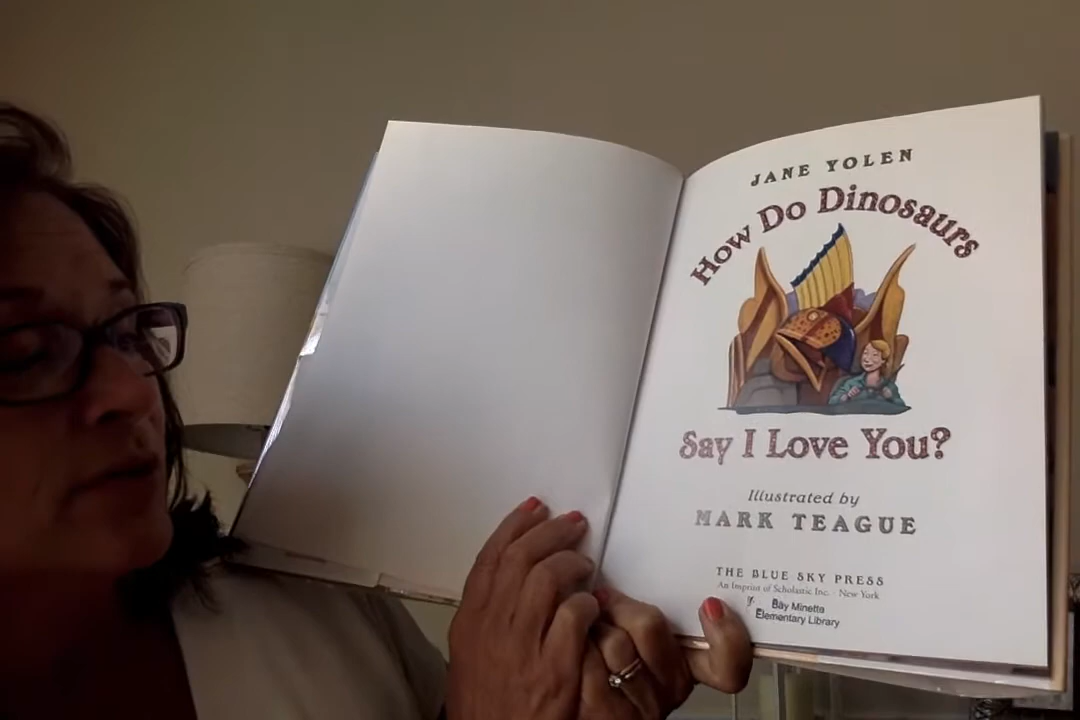 JANE YOLEN
How Do Dinosaurs
Say I Love You?
Illustrated by
MARK TEAGUE
THE BLUE SKY PRESS
An Imprint of Scholastic Inc. · New York
Bay Minette
Elementary Library